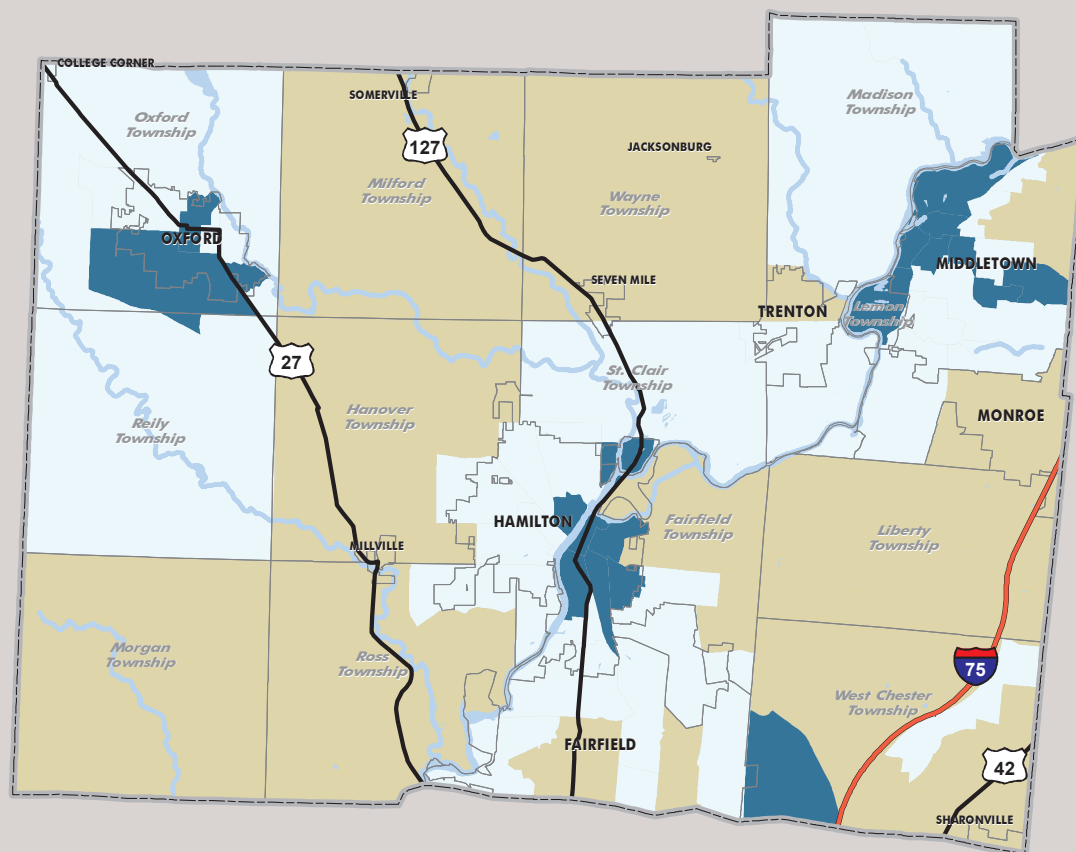 COLLEGE CORNER
SOMERVILLE
Oxford
Township
Madison
Township
127
JACKSONBURG
Milford
Township
Wayne
Township
OXFORD
MIDDLETOWN
SEVEN MILE
TRENTON
Lemon
Township
27
St. Clair
Township
Hanover
Township
MONROE
Reily
Township
HAMILTON
Fairfield
Township
Liberty
Township
MILLVILLE
Morgan
Township
Ross
Township
75
West Chester
Township
FAIRFIELD
42
SHARONVILLE